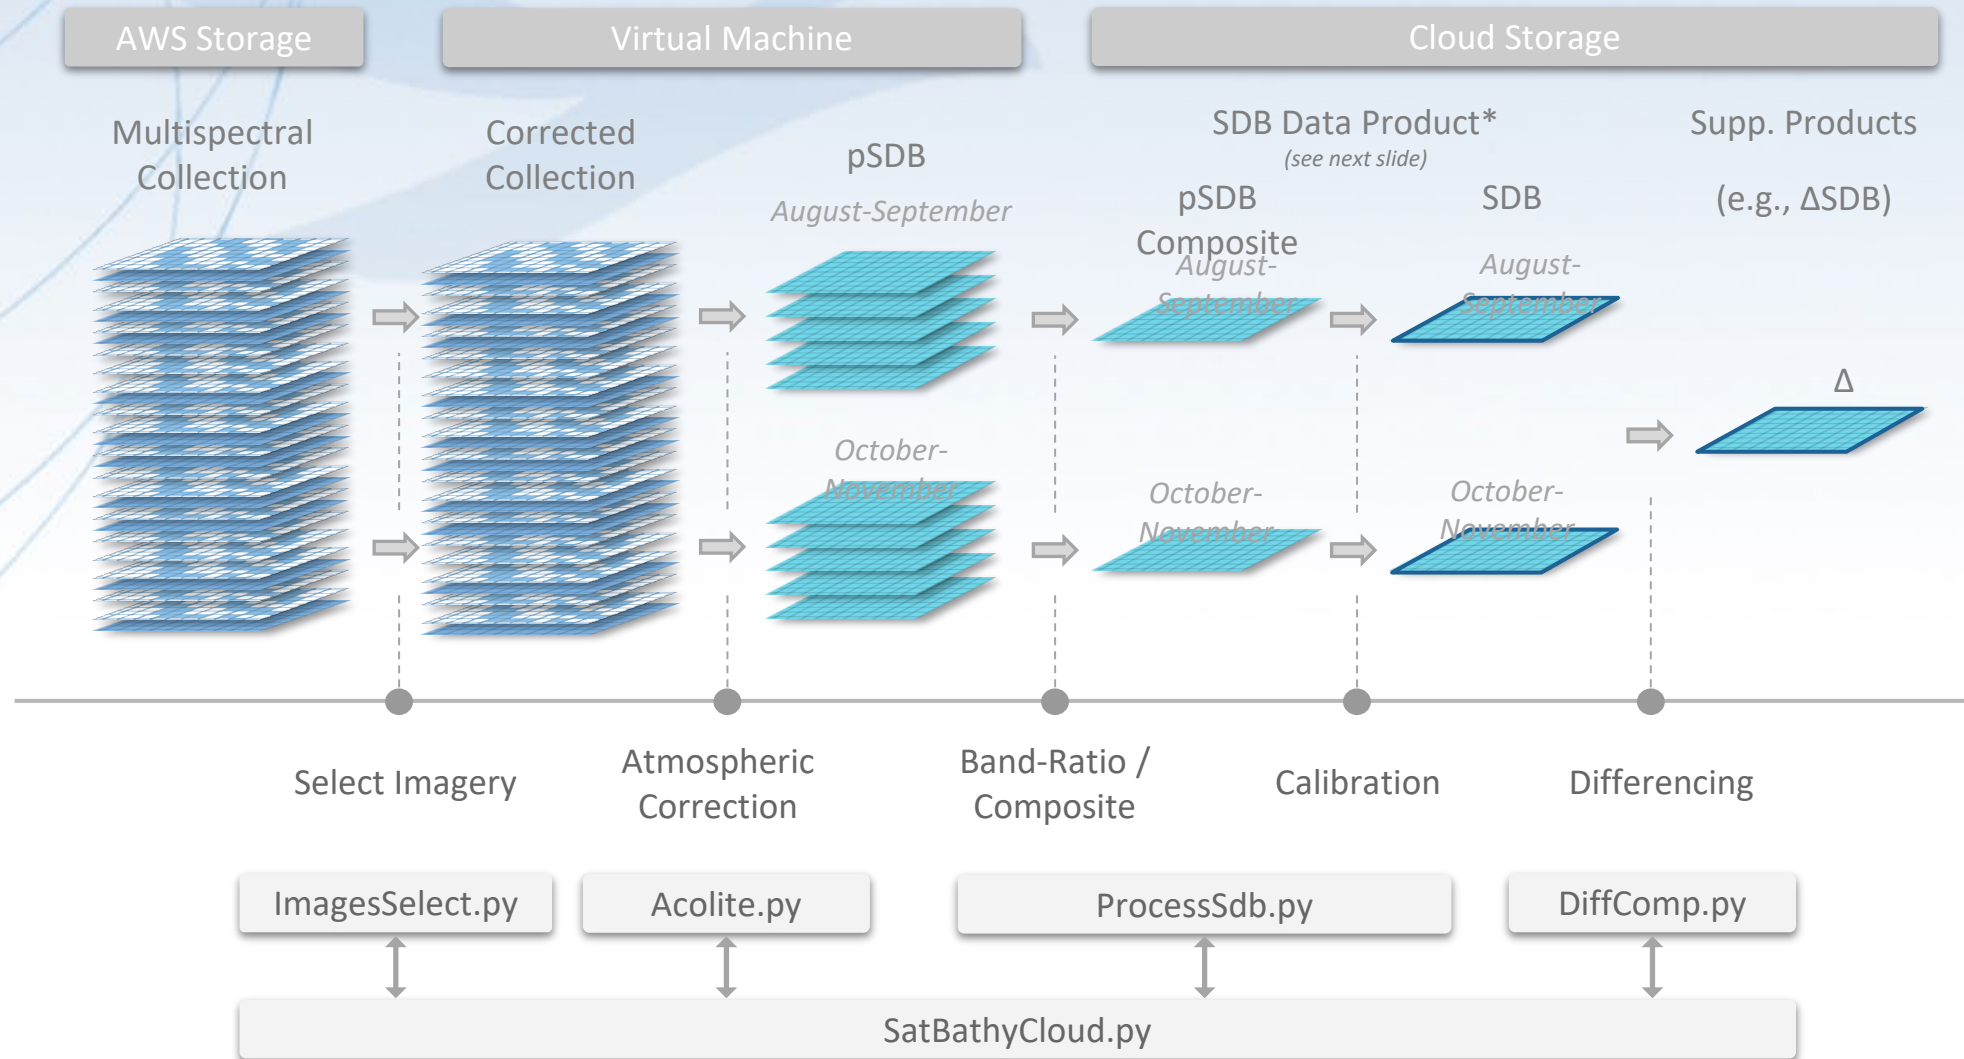 AWS Storage
Virtual Machine
Cloud Storage
Multispectral
Collection
Corrected
Collection
pSDB
August-September
SDB Data Product*
(see next slide)
pSDB
Composite
August-
September
SDB
August-
September
Supp. Products
(e.g., ΔSDB)
Δ
October-
November
October-
November
October-
November
Select Imagery
Atmospheric
Correction
Band-Ratio /
Composite
Calibration
Differencing
ImagesSelect.py
Acolite.py
ProcessSdb.py
DiffComp.py
SatBathyCloud.py